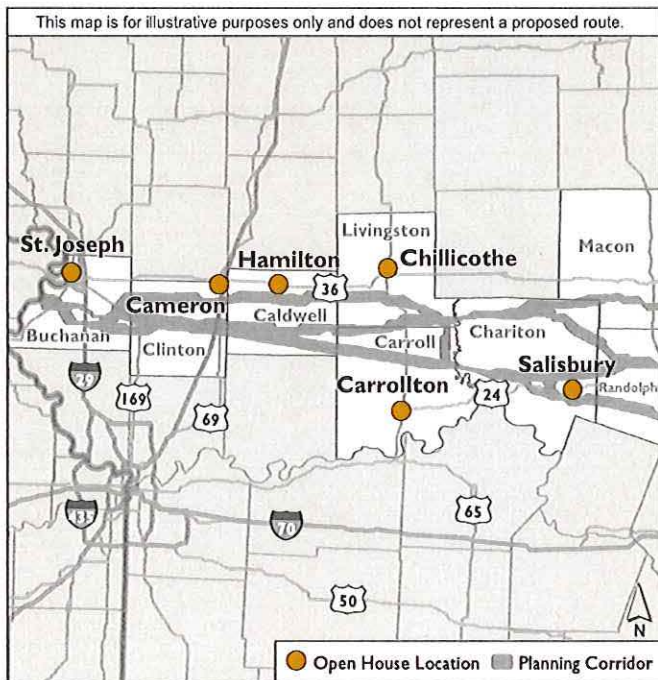 This map is for illustrative purposes only and does not represent a proposed route.
Livingston
Macon
St. Joseph
Hamilton
Chillicothe
36
Cameron
Caldwell
Chariton
Buchanan
Carroll
Clinton
Salisbury
Carrollton
Randolph
24
169
69
65
70
50
N
Open House Location
Planning Corridor